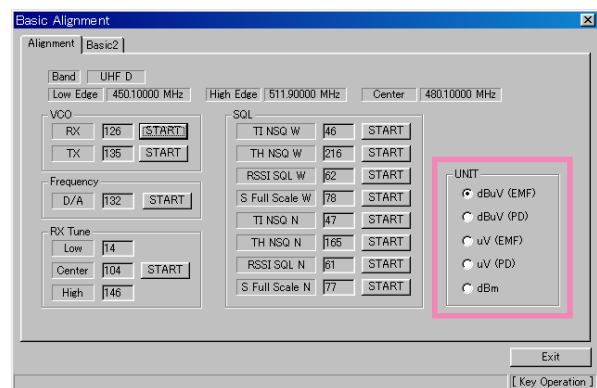 Basic Alignment
Alignment Basic2
Band UHF D
Low Edge 450.10000 MHz High Edge 511.90000 MHz Center 480.10000 MHz
VCO
RX 126 START
TX 135 START
Frequency
D/A 132 START
RX Tune
Low 14
Center 104 START
High 146
SQL
TI NSQ W 46 START
TH NSQ W 216 START
RSSI SQL W 62 START
S Full Scale W 78 START
TI NSQ N 47 START
TH NSQ N 165 START
RSSI SQL N 61 START
S Full Scale N 77 START
UNIT
dBuV (EMF)
dBuV (PD)
uV (EMF)
uV (PD)
dBm
Exit
[ Key Operation ]